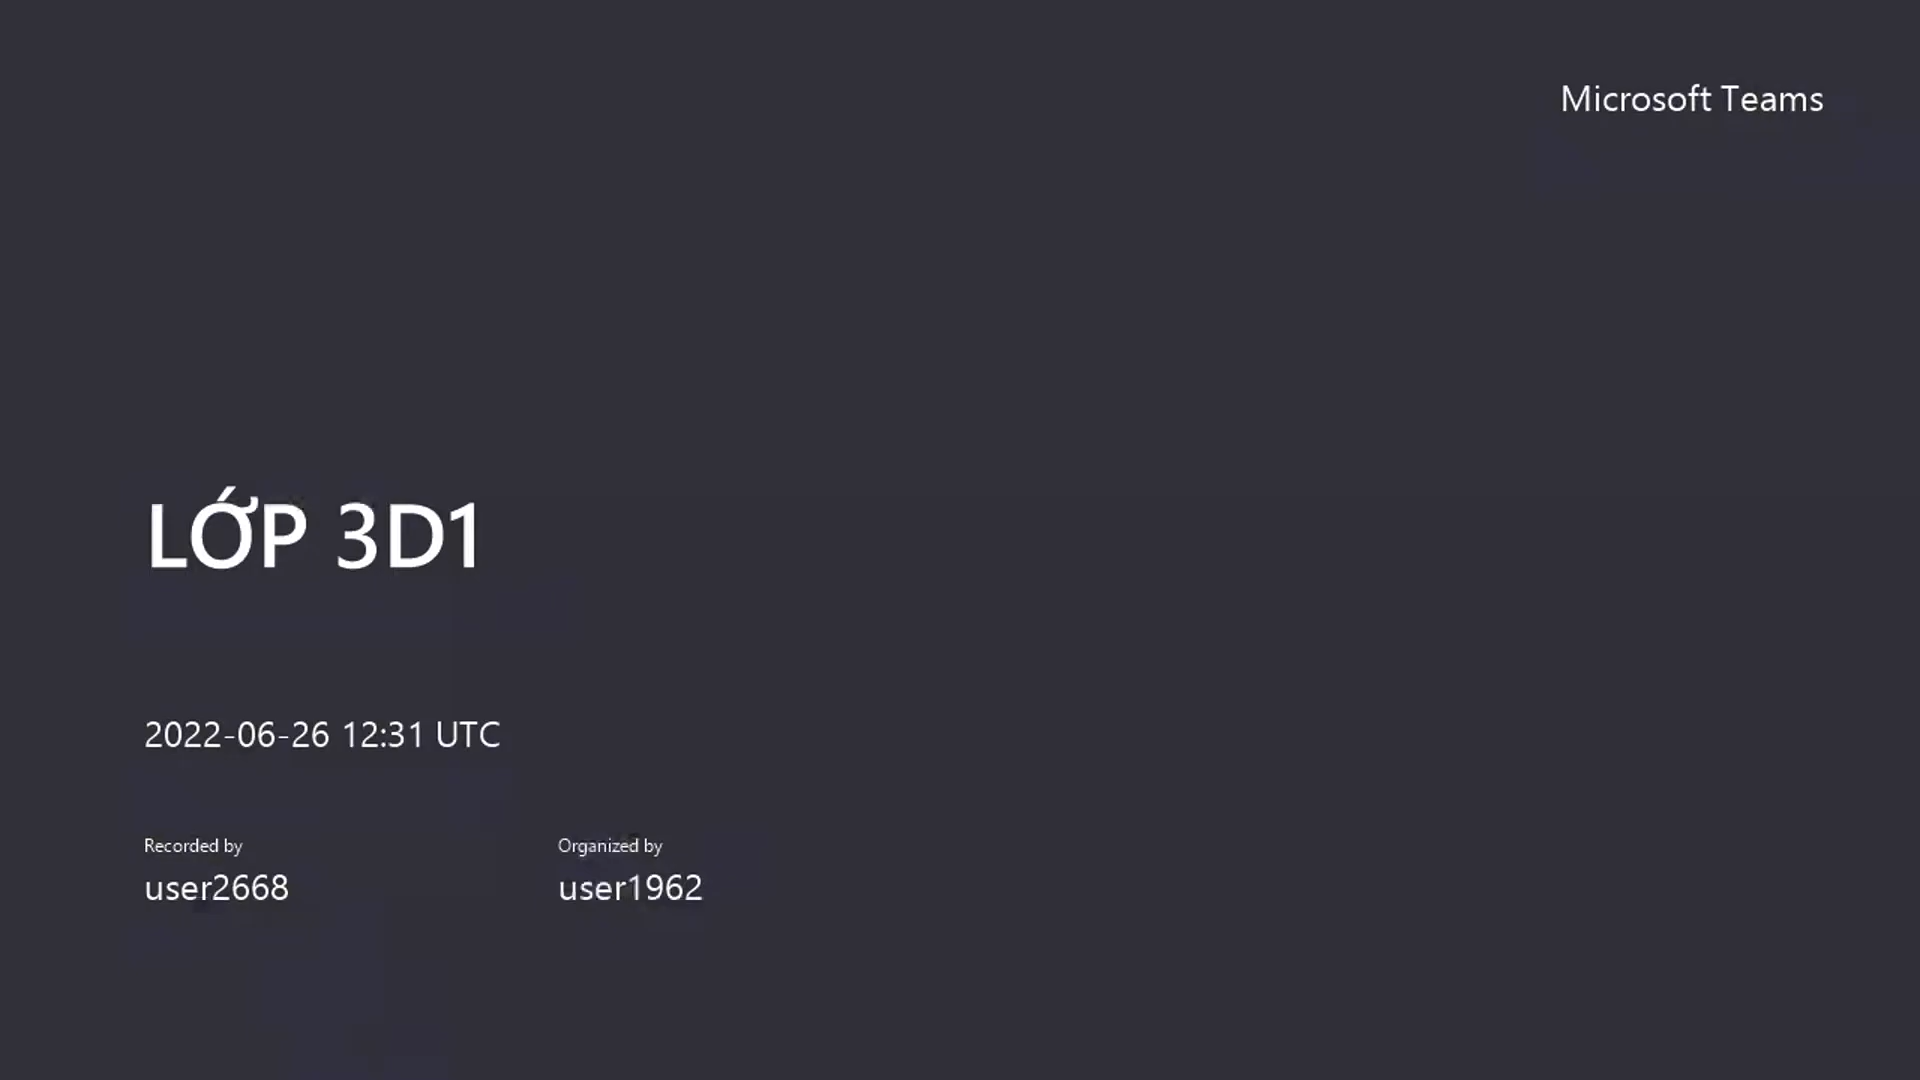 Microsoft Teams
LỚP 3D1
2022-06-26 12:31 UTC
Recorded by
user2668
Organized by
user1962